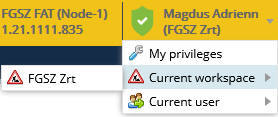 FGSZ FAT (Node-1)
1.21.1111.835
Magdus Adrienn
(FGSZ Zrt)
My privileges
Current workspace
FGSZ Zrt
Current user